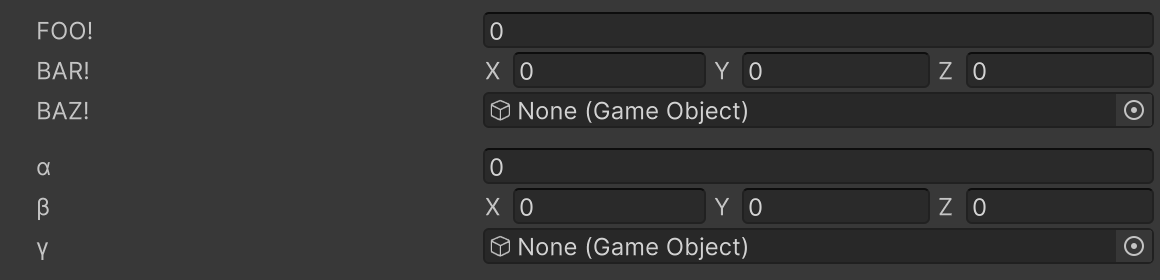 FOO! 0
BAR! X 0 Y 0 Z 0
BAZ! None (Game Object)
α 0
β X 0 Y 0 Z 0
γ None (Game Object)